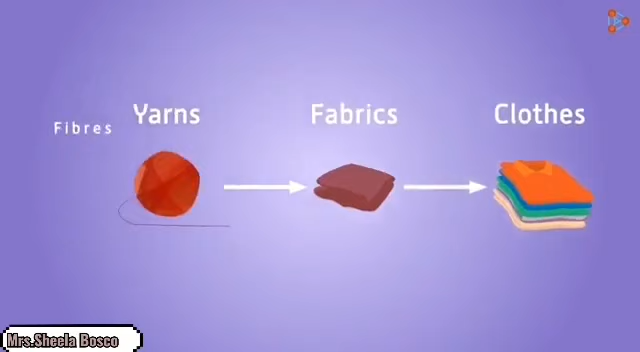 Fibres
Yarns
Fabrics
Clothes
Mrs.Sheela Bosco